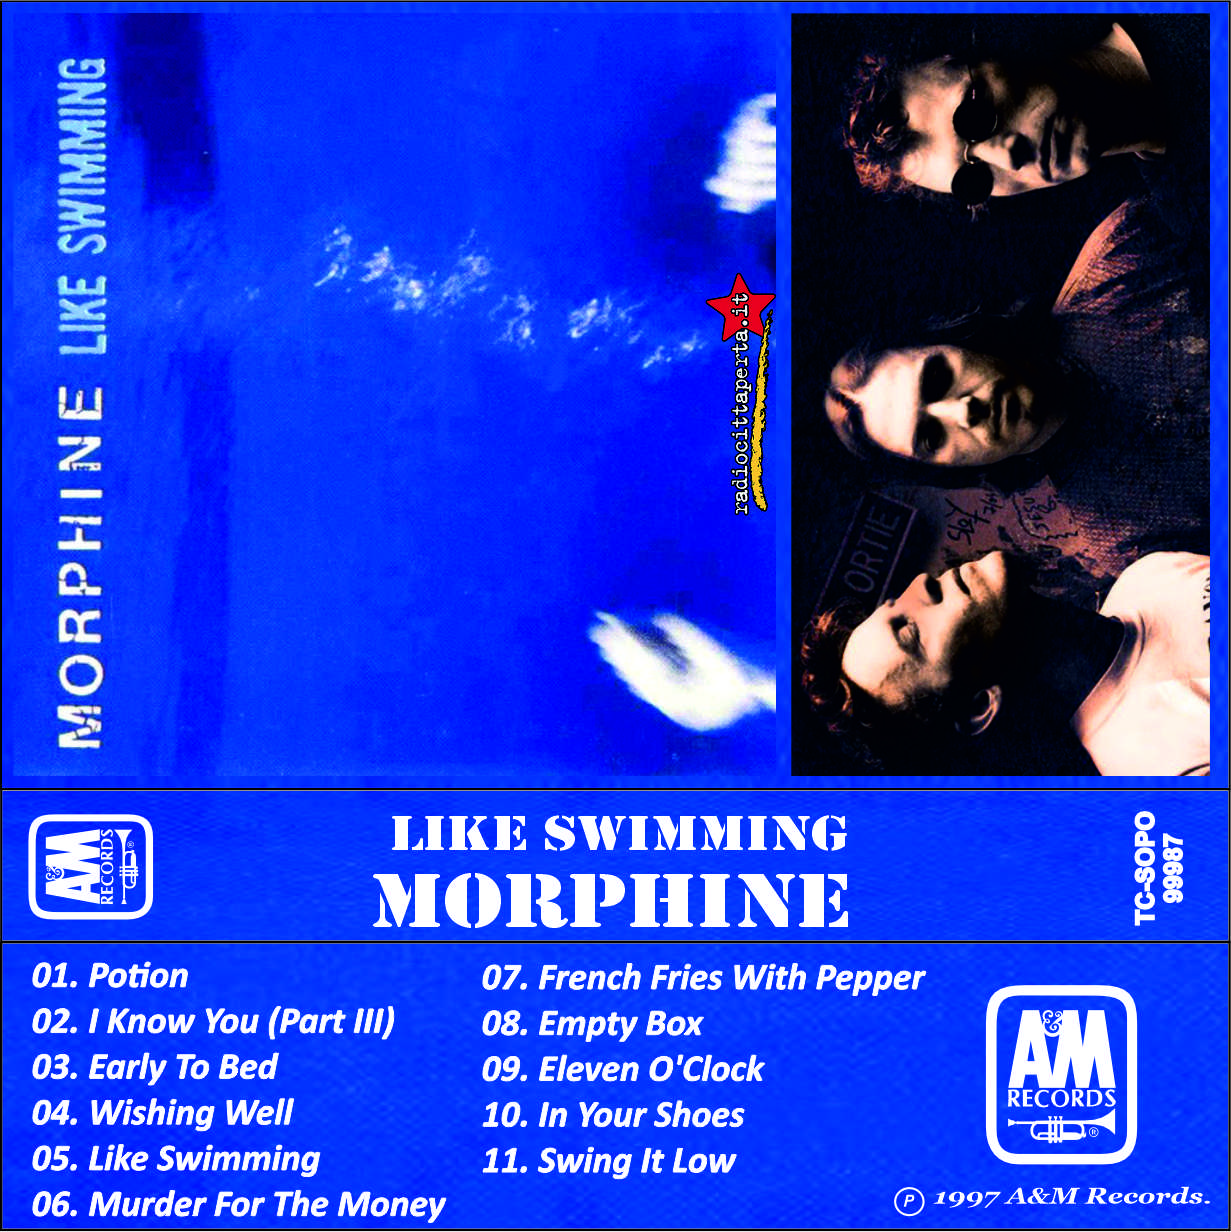 MORPHINE LIKE SWIMMING
radiocittaperta.it
ORTIE
A&M
RECORDS
®
LIKE SWIMMING
MORPHINE
TC-SOPO
99987
01. Potion
02. I Know You (Part III)
03. Early To Bed
04. Wishing Well
05. Like Swimming
06. Murder For The Money
07. French Fries With Pepper
08. Empty Box
09. Eleven O'Clock
10. In Your Shoes
11. Swing It Low
A&M
RECORDS
®
℗ 1997 A&M Records.